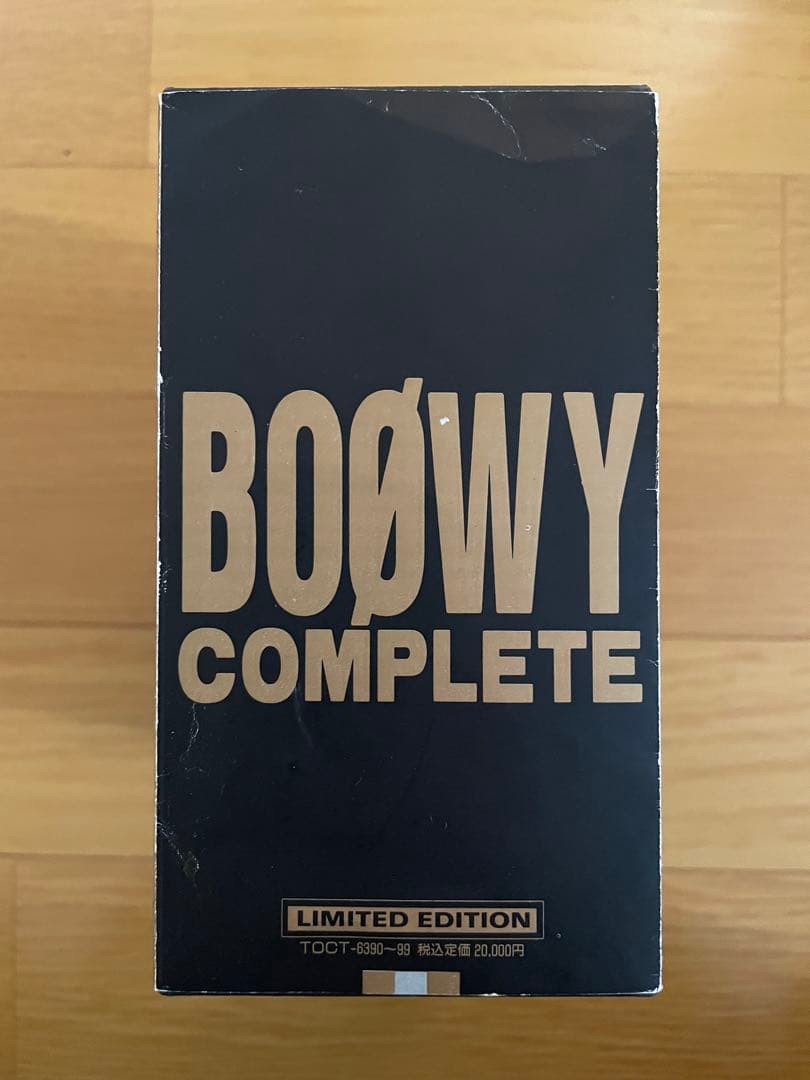 BOØWY
COMPLETE
LIMITED EDITION
TOCT-6390〜99 税込定価 20,000円